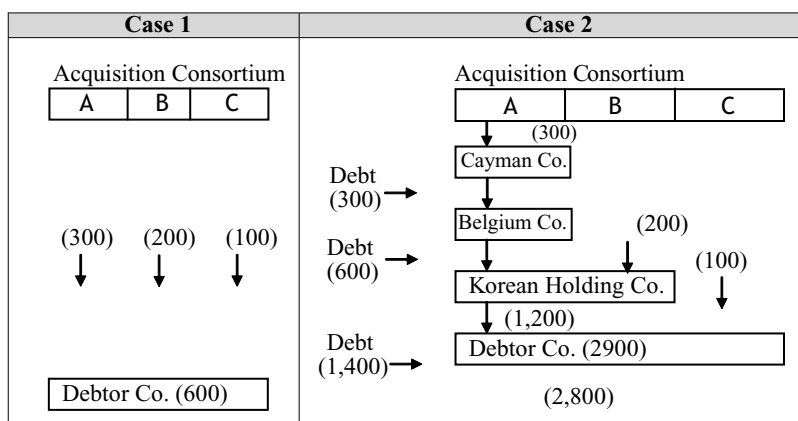 Case 1
Acquisition Consortium
A B C
(300) (200) (100)
Debtor Co. (600)
Case 2
Acquisition Consortium
A B C
(300)
Cayman Co.
Debt
(300)
Belgium Co.
(200)
Debt
(600)
(100)
Korean Holding Co.
(1,200)
Debt
(1,400)
Debtor Co. (2900)
(2,800)